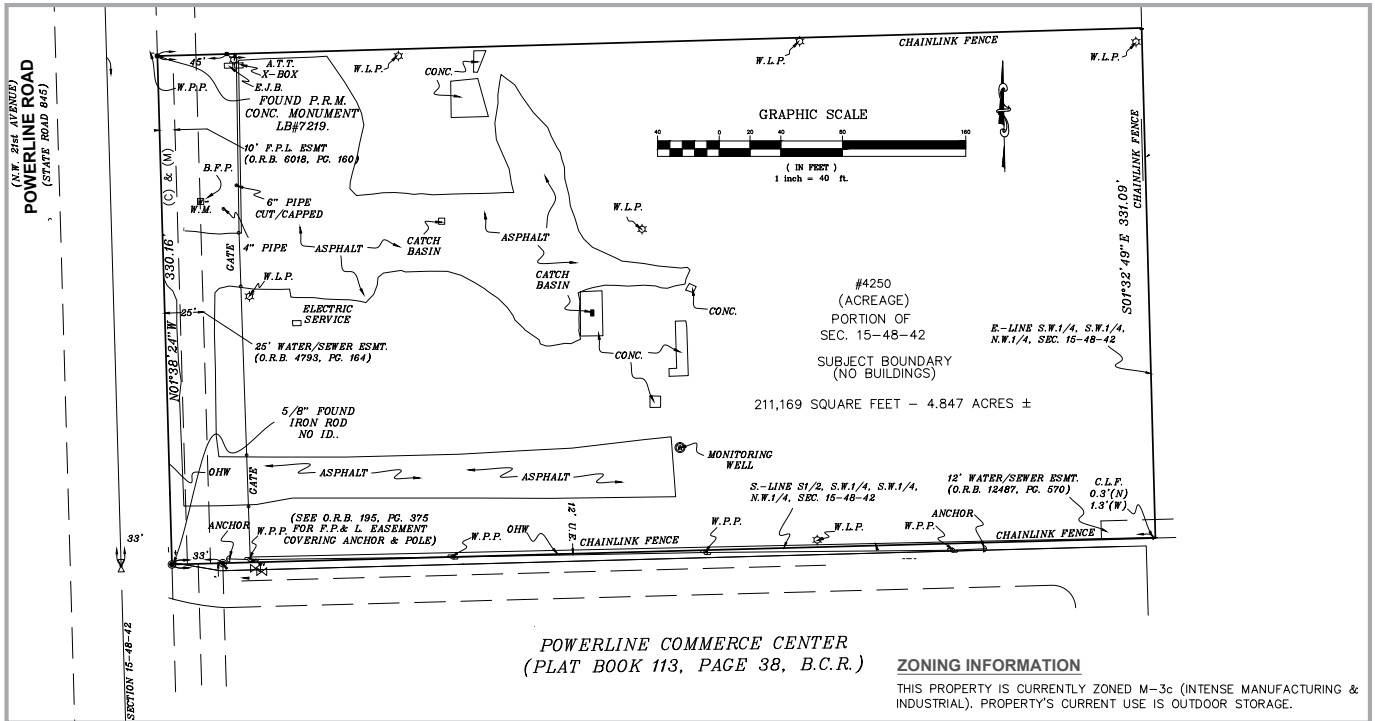 (N.W. 21st AVENUE)
POWERLINE ROAD
(STATE ROAD 845)
45'
A.T.T.
X-BOX
E.J.B.
W.P.P.
FOUND P.R.M.
CONC. MONUMENT
LB#7219.
10' F.P.L. ESMT
(O.R.B. 6018, PG. 160)
B.F.P.
W.M.
6" PIPE
CUT/CAPPED
4" PIPE
GATE
N01°38'24"W 330.16' (C) & (M)
W.L.P.
CONC.
W.L.P.
CHAINLINK FENCE
W.L.P.
GRAPHIC SCALE
40 0 20 40 80 160
( IN FEET )
1 inch = 40 ft.
CHAINLINK FENCE
S01°32'49"E 331.09'
ASPHALT
CATCH
BASIN
ASPHALT
W.L.P.
CATCH
BASIN
W.L.P.
25'
ELECTRIC
SERVICE
25' WATER/SEWER ESMT.
(O.R.B. 4793, PG. 164)
CONC.
CONC.
#4250
(ACREAGE)
PORTION OF
SEC. 15-48-42
SUBJECT BOUNDARY
(NO BUILDINGS)
211,169 SQUARE FEET - 4.847 ACRES ±
E.-LINE S.W.1/4, S.W.1/4,
N.W.1/4, SEC. 15-48-42
5/8" FOUND
IRON ROD
NO ID..
OHW
GATE
ASPHALT
ASPHALT
MONITORING
WELL
S.-LINE S1/2, S.W.1/4, S.W.1/4,
N.W.1/4, SEC. 15-48-42
12' WATER/SEWER ESMT.
(O.R.B. 12487, PG. 570)
C.L.F.
0.3'(N)
1.3'(W)
33'
33'
ANCHOR
W.P.P.
(SEE O.R.B. 195, PG. 375
FOR F.P.& L. EASEMENT
COVERING ANCHOR & POLE)
W.P.P.
OHW
12' U.E.
CHAINLINK FENCE
W.P.P.
W.L.P.
W.P.P.
ANCHOR
CHAINLINK FENCE
SECTION 15-48-42
POWERLINE COMMERCE CENTER
(PLAT BOOK 113, PAGE 38, B.C.R.)
ZONING INFORMATION
THIS PROPERTY IS CURRENTLY ZONED M-3c (INTENSE MANUFACTURING &
INDUSTRIAL). PROPERTY'S CURRENT USE IS OUTDOOR STORAGE.